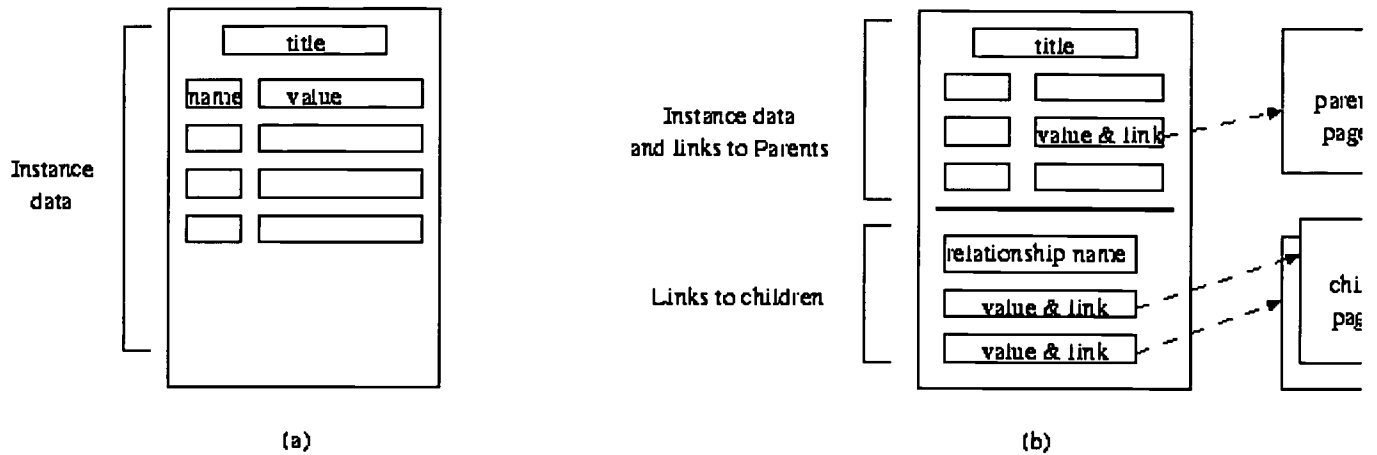 title
name value
Instance
data
(a)
title
Instance data
and links to Parents
value & link
relationship name
Links to children
value & link
value & link
(b)